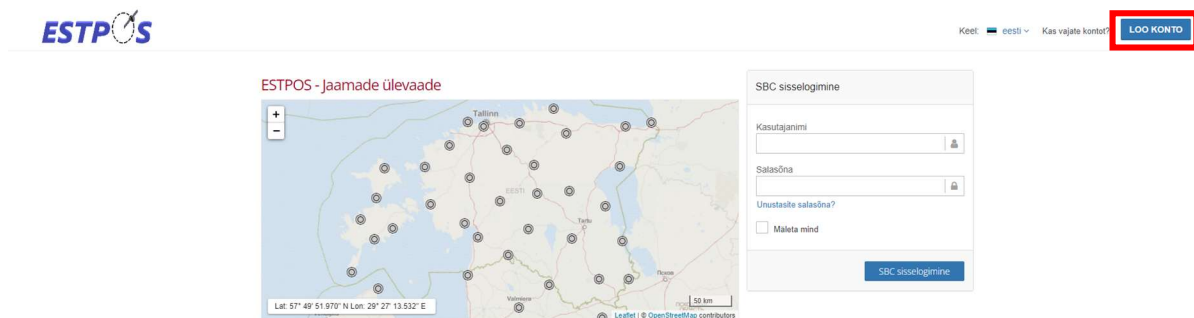 ESTPOS
Keel: eesti Kas vajate kontot? LOO KONTO
ESTPOS - Jaamade ülevaade
+
−
Tallinn
EESTI
Tartu
Псков
Valmiera
Lat: 57° 49' 51.970" N Lon: 29° 27' 13.532" E
50 km
Leaflet | © OpenStreetMap contributors
SBC sisselogimine
Kasutajanimi
Salasõna
Unustasite salasõna?
Mäleta mind
SBC sisselogimine